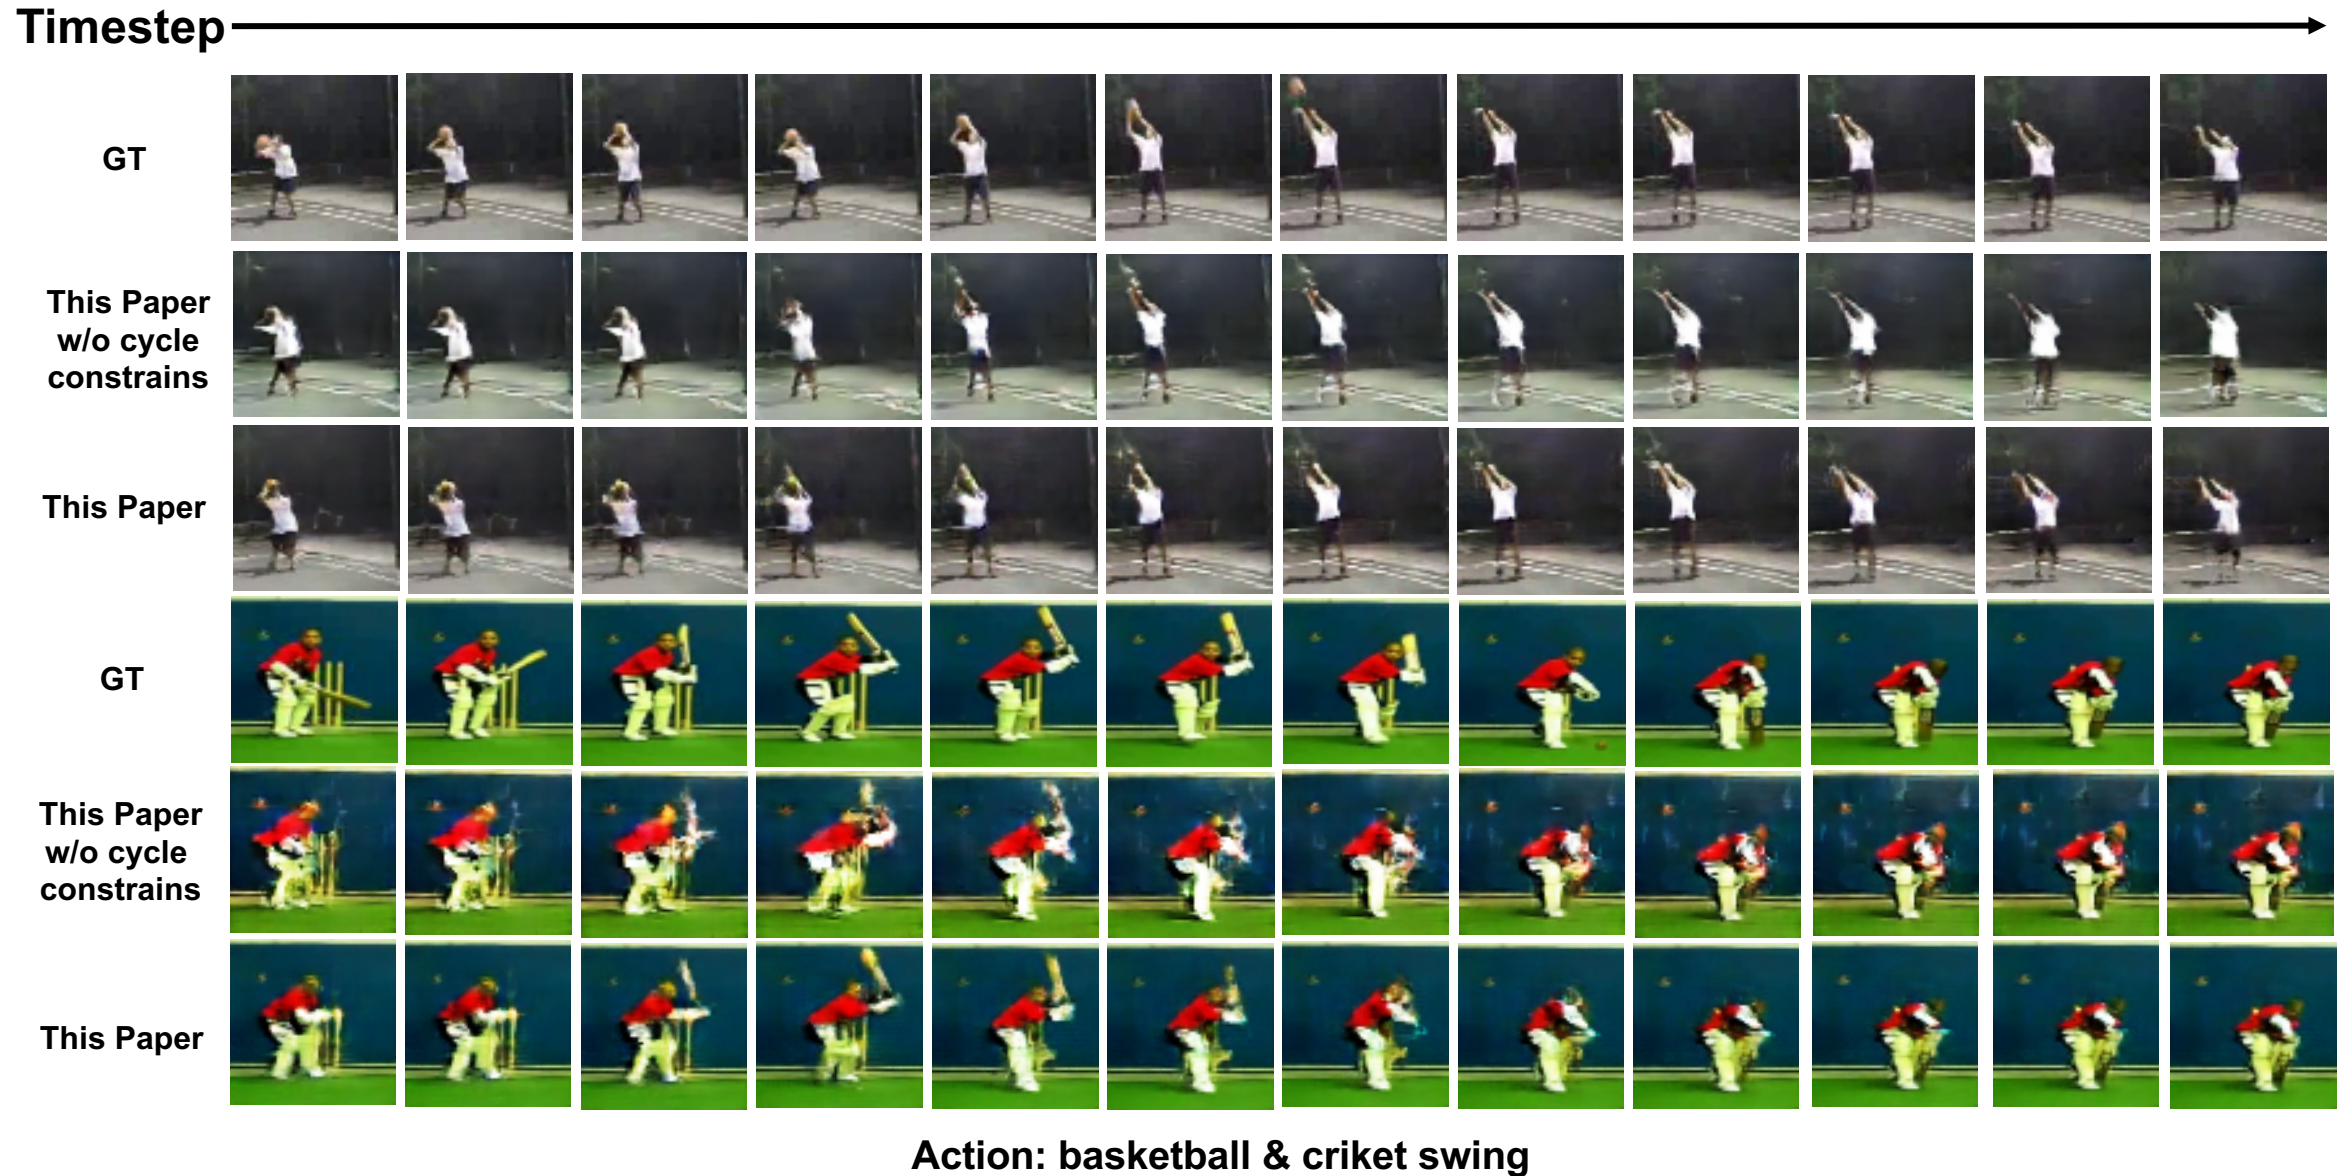 Timestep
GT
This Paper
w/o cycle
constrains
This Paper
GT
This Paper
w/o cycle
constrains
This Paper
Action: basketball & criket swing